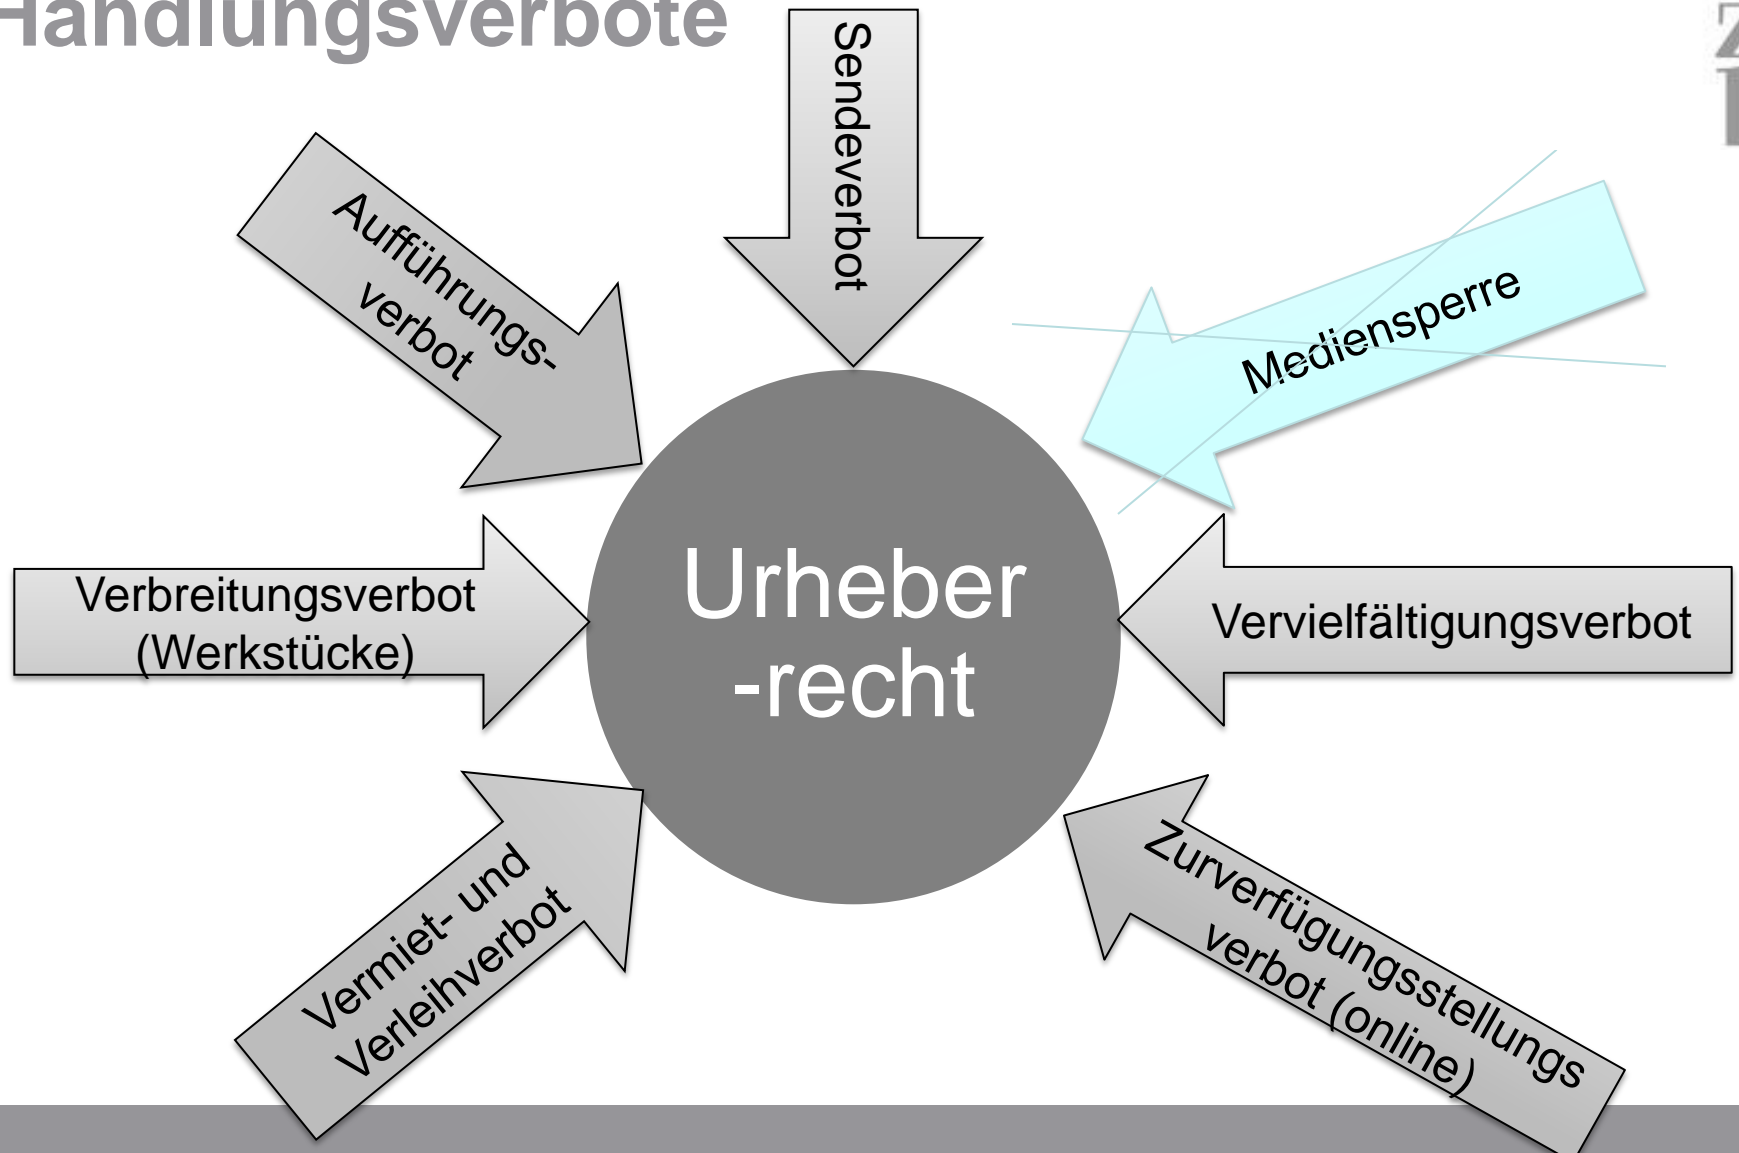 Handlungsverbote
Sendeverbot
Aufführungs-
verbot
Mediensperre
Verbreitungsverbot
(Werkstücke)
Urheber
-recht
Vervielfältigungsverbot
Vermiet- und
Verleihverbot
Zurverfügungsstellungs
verbot (online)